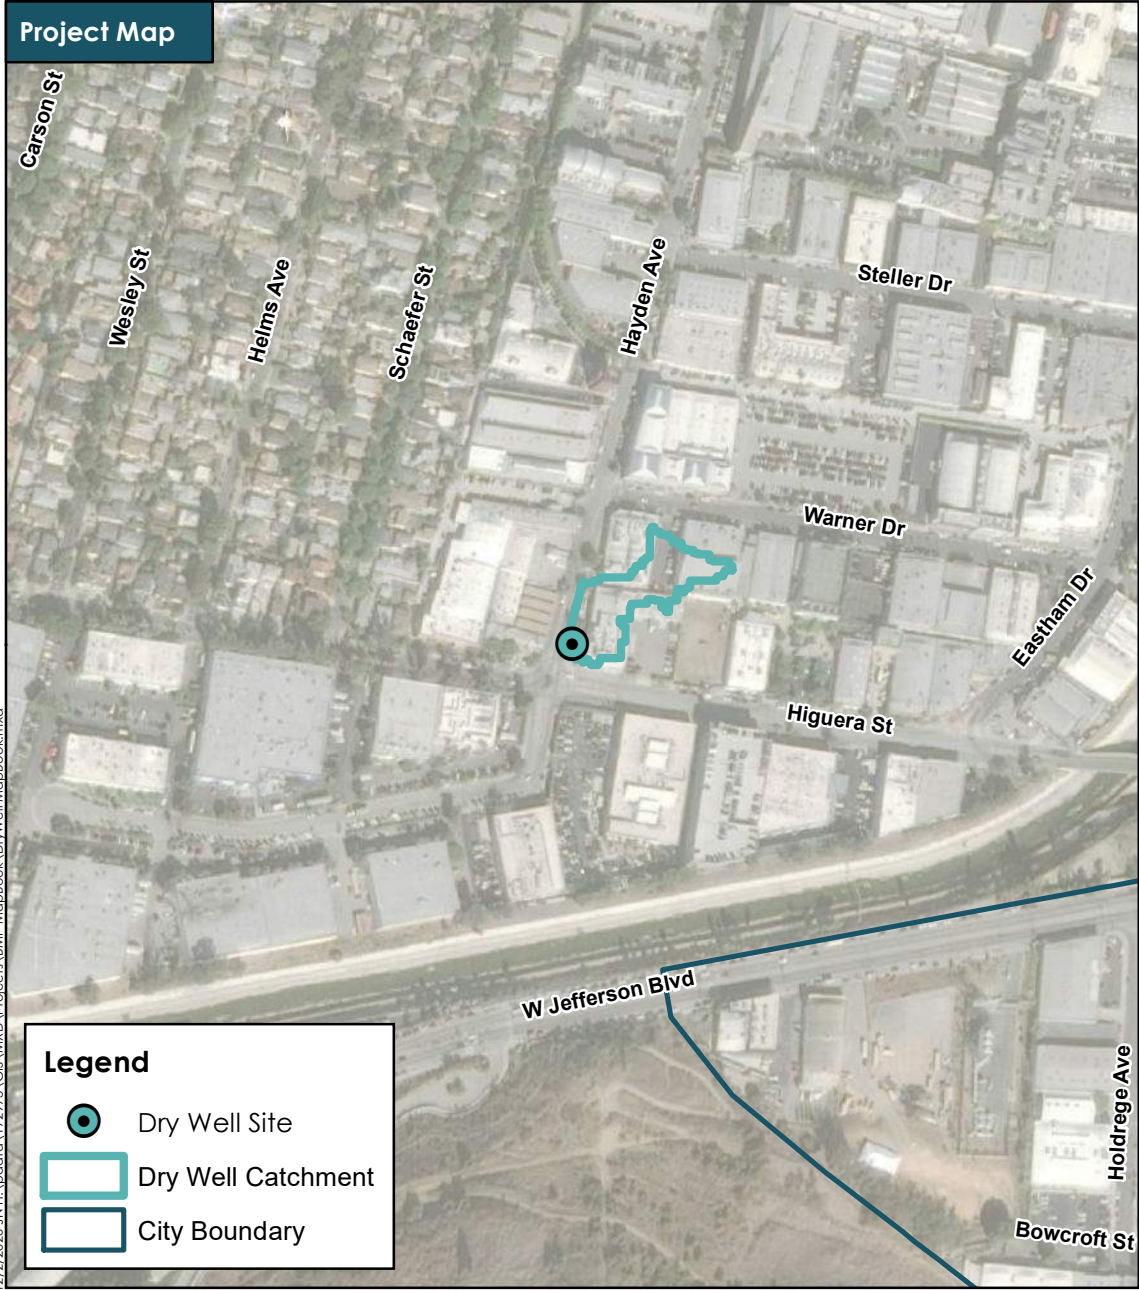 Project Map
Carson St
Wesley St
Helms Ave
Schaefer St
Hayden Ave
Steller Dr
Warner Dr
Eastham Dr
Higuera St
W Jefferson Blvd
Holdrege Ave
Bowcroft St
Legend
Dry Well Site
Dry Well Catchment
City Boundary